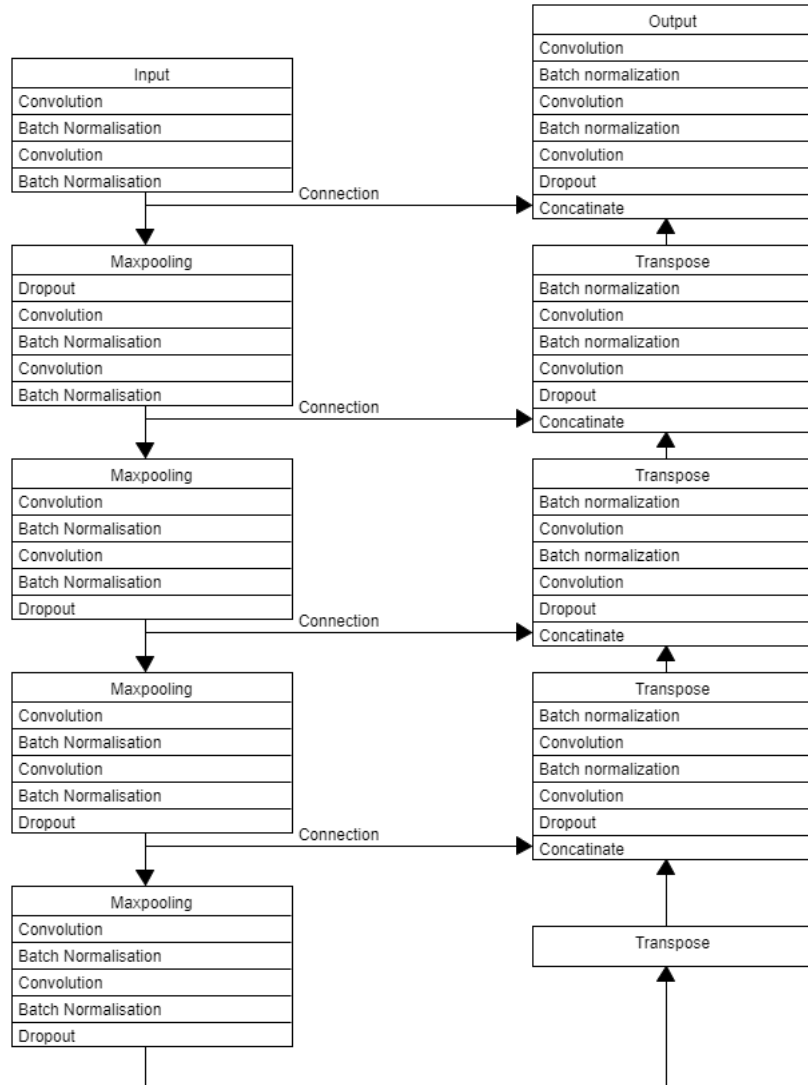 Input
Convolution
Batch Normalisation
Convolution
Batch Normalisation
Connection
Maxpooling
Dropout
Convolution
Batch Normalisation
Convolution
Batch Normalisation
Connection
Maxpooling
Convolution
Batch Normalisation
Convolution
Batch Normalisation
Dropout
Connection
Maxpooling
Convolution
Batch Normalisation
Convolution
Batch Normalisation
Dropout
Connection
Maxpooling
Convolution
Batch Normalisation
Convolution
Batch Normalisation
Dropout
Output
Convolution
Batch normalization
Convolution
Batch normalization
Convolution
Dropout
Concatinate
Transpose
Batch normalization
Convolution
Batch normalization
Convolution
Dropout
Concatinate
Transpose
Batch normalization
Convolution
Batch normalization
Convolution
Dropout
Concatinate
Transpose
Batch normalization
Convolution
Batch normalization
Convolution
Dropout
Concatinate
Transpose